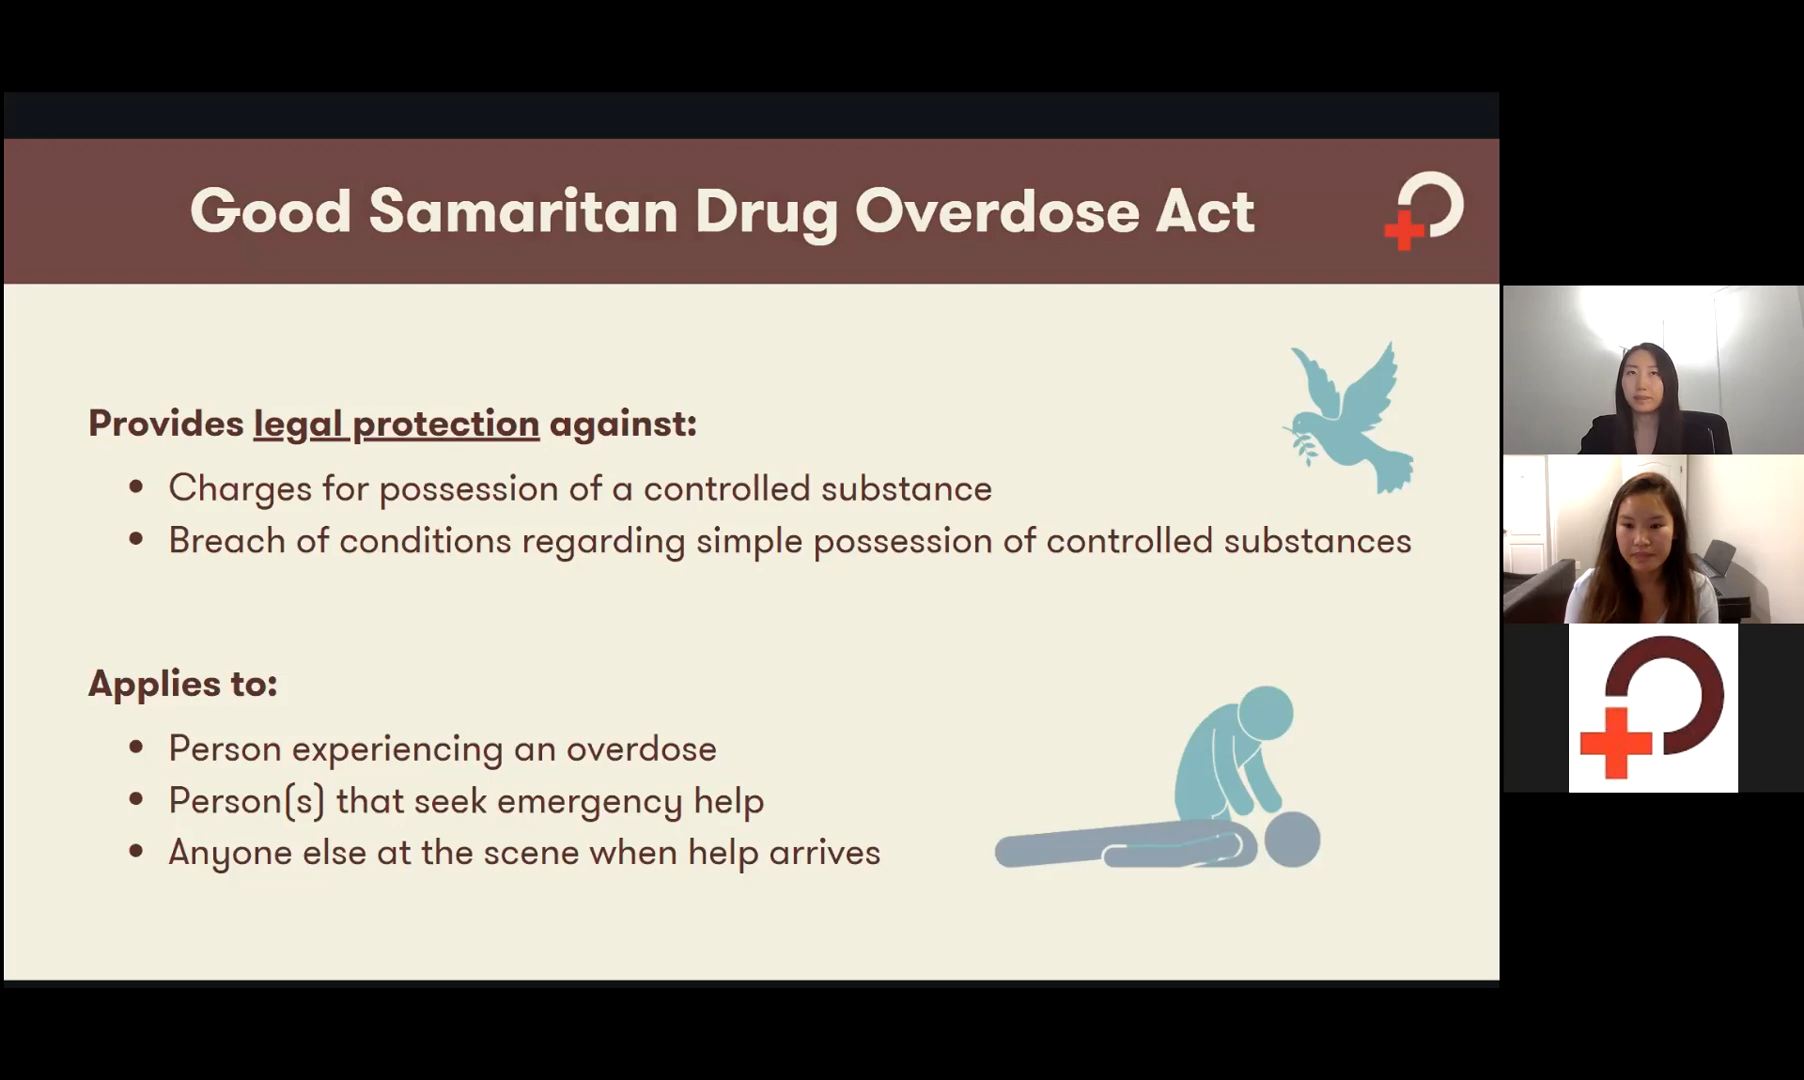 Good Samaritan Drug Overdose Act
Provides legal protection against:
• Charges for possession of a controlled substance
• Breach of conditions regarding simple possession of controlled substances
Applies to:
• Person experiencing an overdose
• Person(s) that seek emergency help
• Anyone else at the scene when help arrives